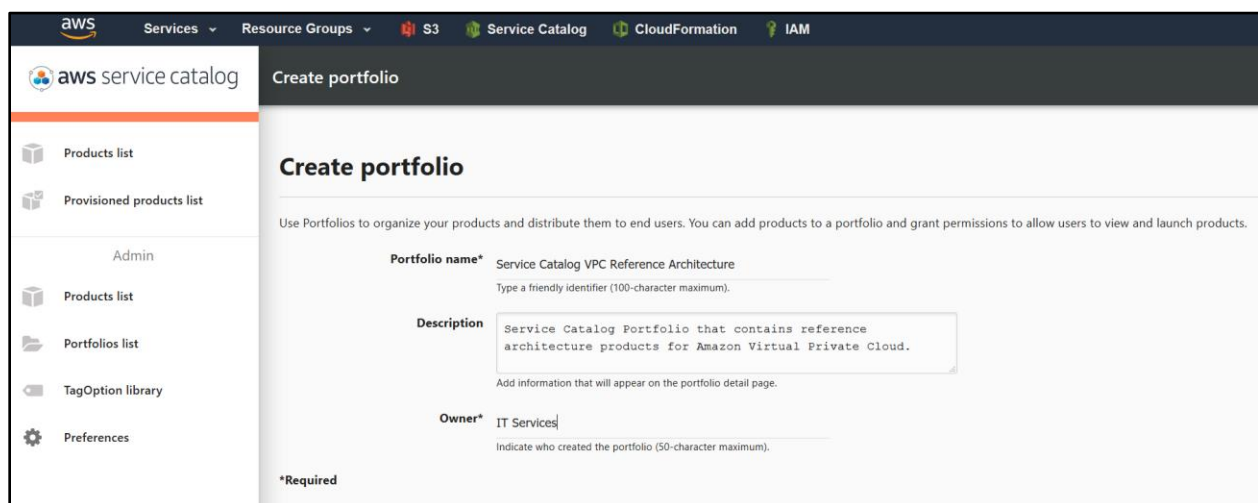 aws Services Resource Groups S3 Service Catalog CloudFormation IAM
aws service catalog
Create portfolio
Products list
Provisioned products list
Admin
Products list
Portfolios list
TagOption library
Preferences
Create portfolio
Use Portfolios to organize your products and distribute them to end users. You can add products to a portfolio and grant permissions to allow users to view and launch products.
Portfolio name* Service Catalog VPC Reference Architecture
Type a friendly identifier (100-character maximum).
Description Service Catalog Portfolio that contains reference
architecture products for Amazon Virtual Private Cloud.
Add information that will appear on the portfolio detail page.
Owner* IT Services
Indicate who created the portfolio (50-character maximum).
*Required